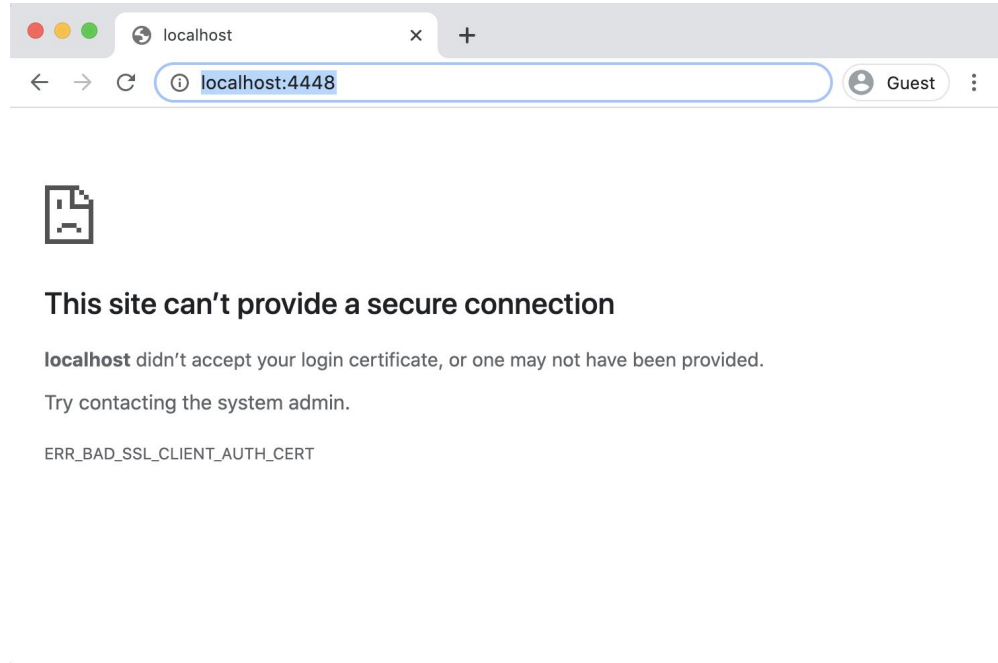 localhost
localhost:4448
Guest
This site can’t provide a secure connection
localhost didn’t accept your login certificate, or one may not have been provided.
Try contacting the system admin.
ERR_BAD_SSL_CLIENT_AUTH_CERT